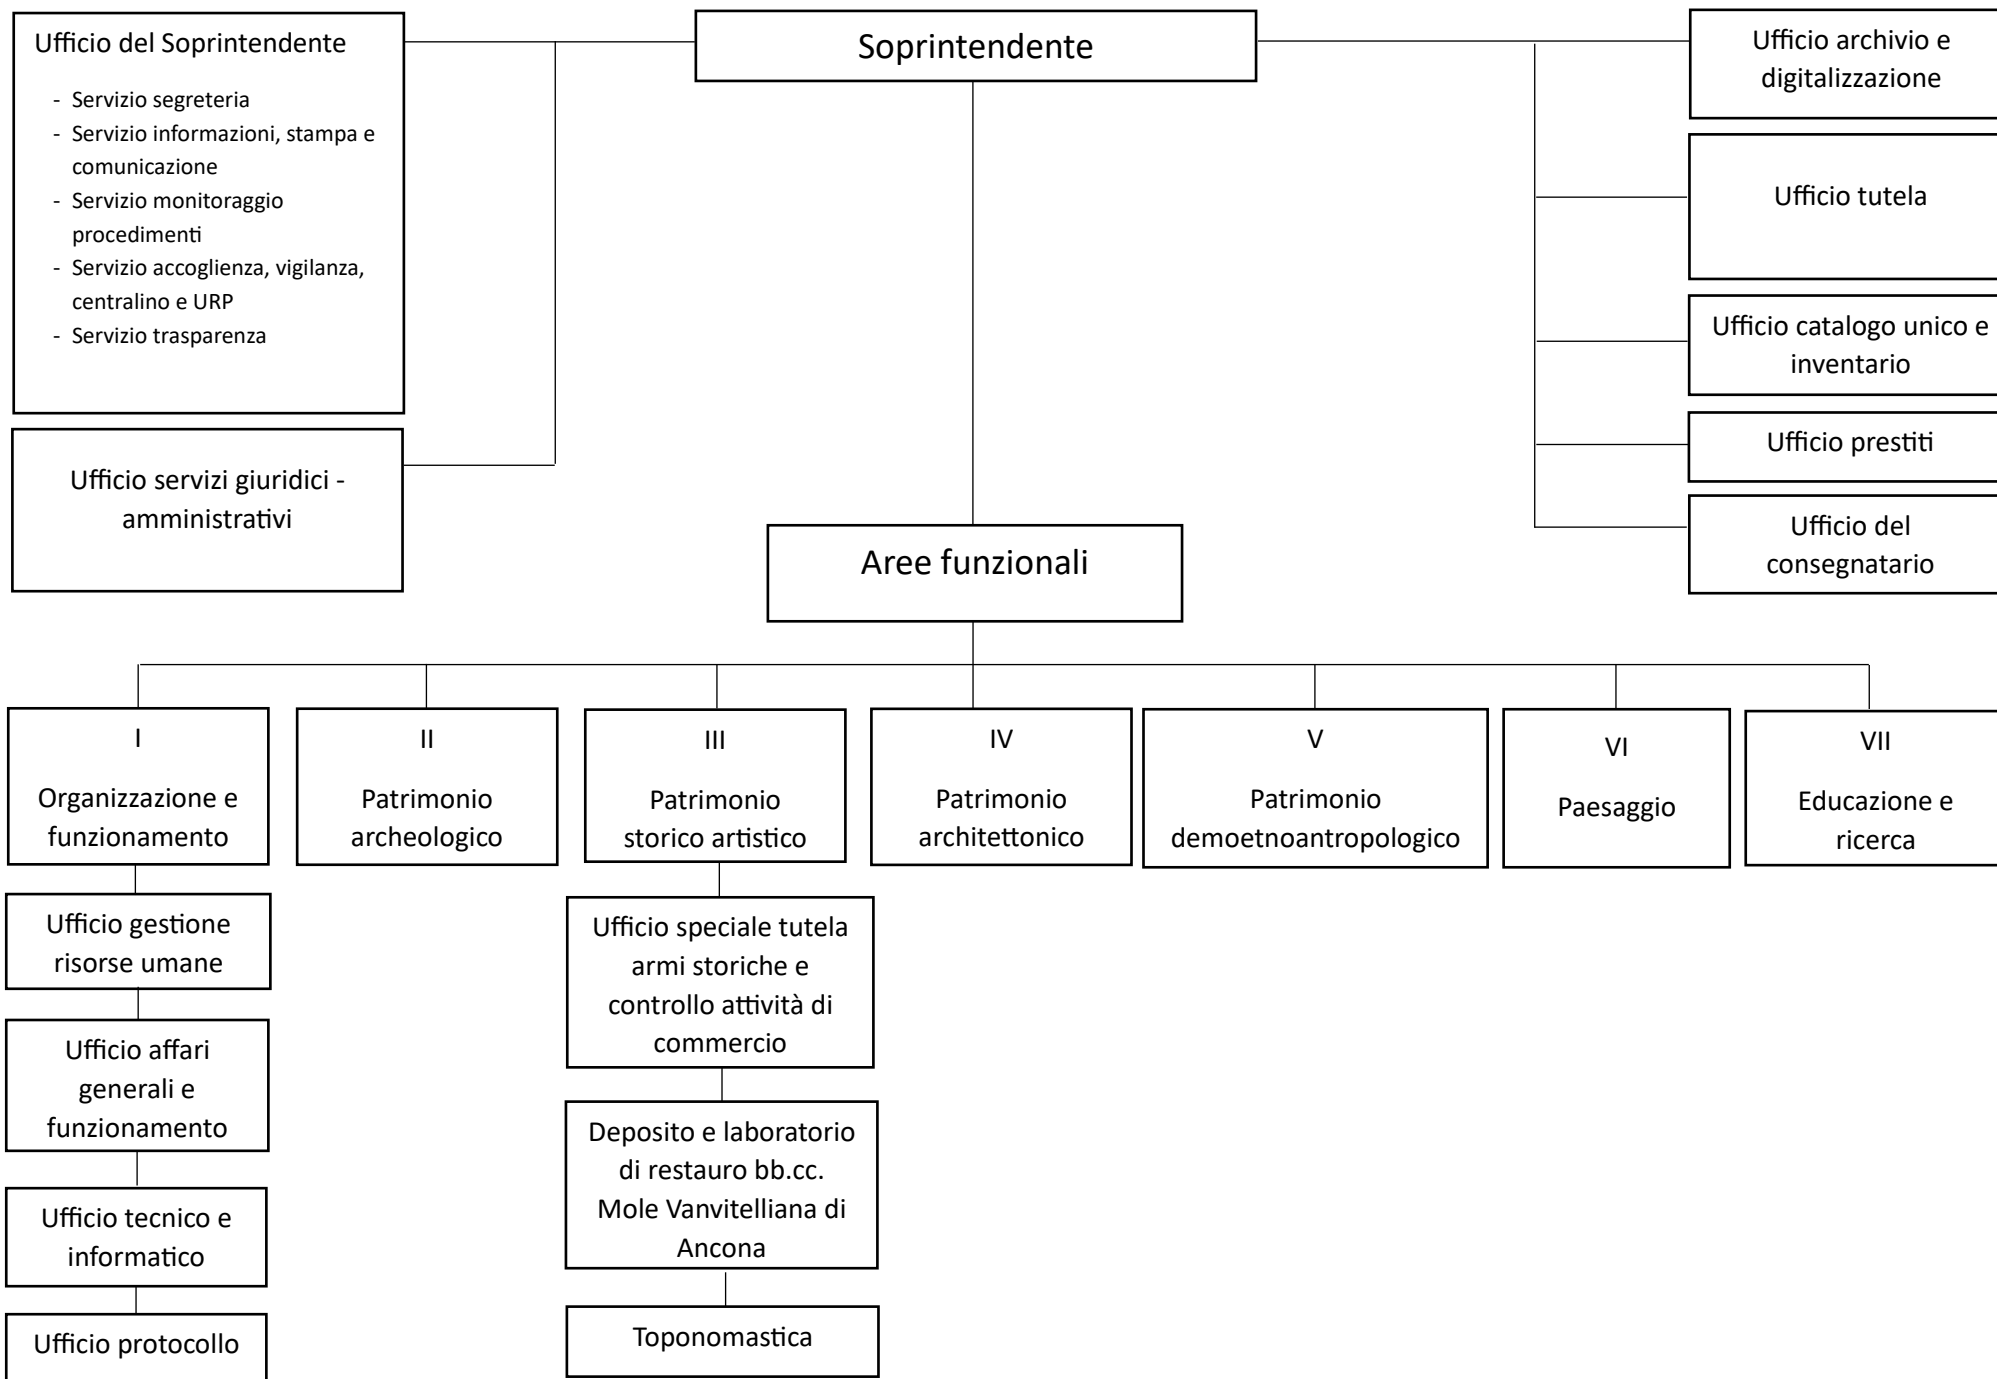 Ufficio del Soprintendente
- Servizio segreteria
- Servizio informazioni, stampa e
comunicazione
- Servizio monitoraggio
procedimenti
- Servizio accoglienza, vigilanza,
centralino e URP
- Servizio trasparenza
Ufficio servizi giuridici -
amministrativi
Soprintendente
Ufficio archivio e
digitalizzazione
Ufficio tutela
Ufficio catalogo unico e
inventario
Ufficio prestiti
Ufficio del
consegnatario
Aree funzionali
I
Organizzazione e
funzionamento
II
Patrimonio
archeologico
III
Patrimonio
storico artistico
IV
Patrimonio
architettonico
V
Patrimonio
demoetnoantropologico
VI
Paesaggio
VII
Educazione e
ricerca
Ufficio gestione
risorse umane
Ufficio affari
generali e
funzionamento
Ufficio tecnico e
informatico
Ufficio protocollo
Ufficio speciale tutela
armi storiche e
controllo attività di
commercio
Deposito e laboratorio
di restauro bb.cc.
Mole Vanvitelliana di
Ancona
Toponomastica